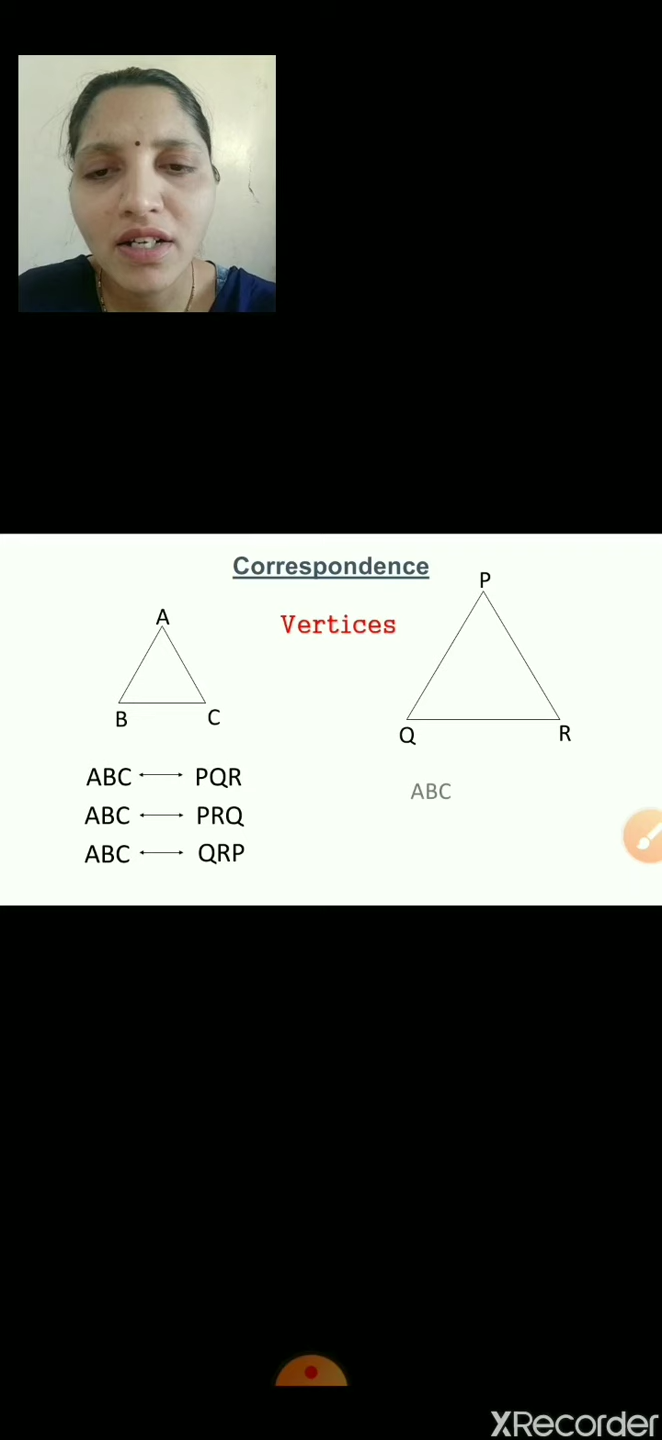 Correspondence
P
A
Vertices
B
C
Q
R
ABC ⟷ PQR
ABC
ABC ⟷ PRQ
ABC ⟷ QRP
XRecorder